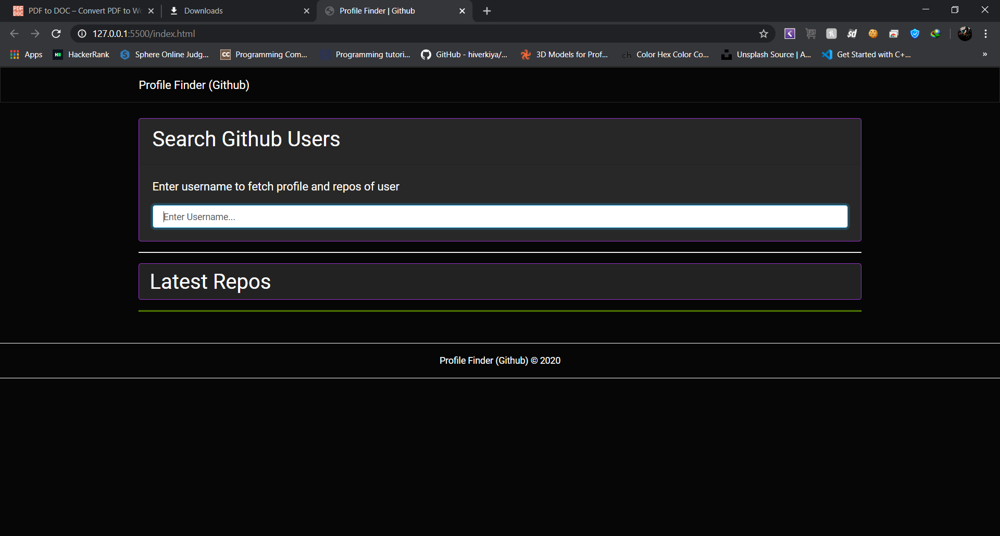 PDF to DOC – Convert PDF to Wo
Downloads
Profile Finder | Github
127.0.0.1:5500/index.html
Apps
HackerRank
Sphere Online Judg...
Programming Com...
Programming tutori...
GitHub - hiverkiya/...
3D Models for Prof...
Color Hex Color Co...
Unsplash Source | A...
Get Started with C+...
»
Profile Finder (Github)
Search Github Users
Enter username to fetch profile and repos of user
Enter Username...
Latest Repos
Profile Finder (Github) © 2020